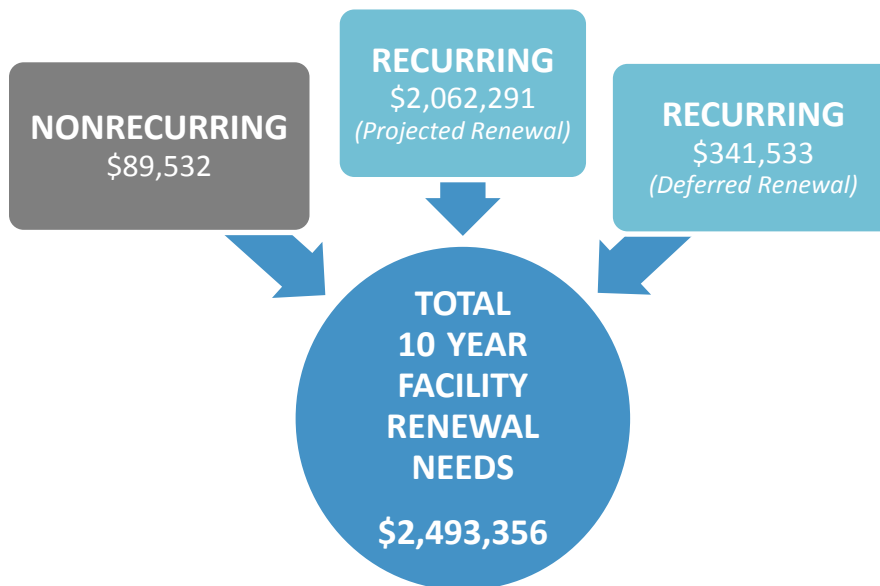 NONRECURRING
$89,532
RECURRING
$2,062,291
(Projected Renewal)
RECURRING
$341,533
(Deferred Renewal)
TOTAL
10 YEAR
FACILITY
RENEWAL
NEEDS
$2,493,356